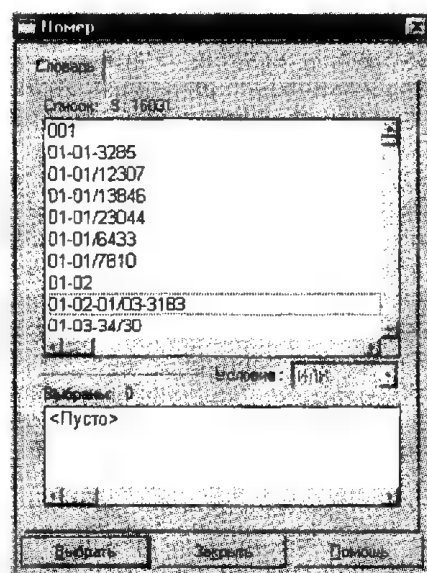 Номер
Словарь
Список: 9 16031
001
01-01-3285
01-01/12307
01-01/13846
01-01/23044
01-01/6433
01-01/7810
01-02
01-02-01/03-3183
01-03-34/30
Условие: ИЛИ
Выбраны: 0
<Пусто>
Выбрать Закрыть Помощь